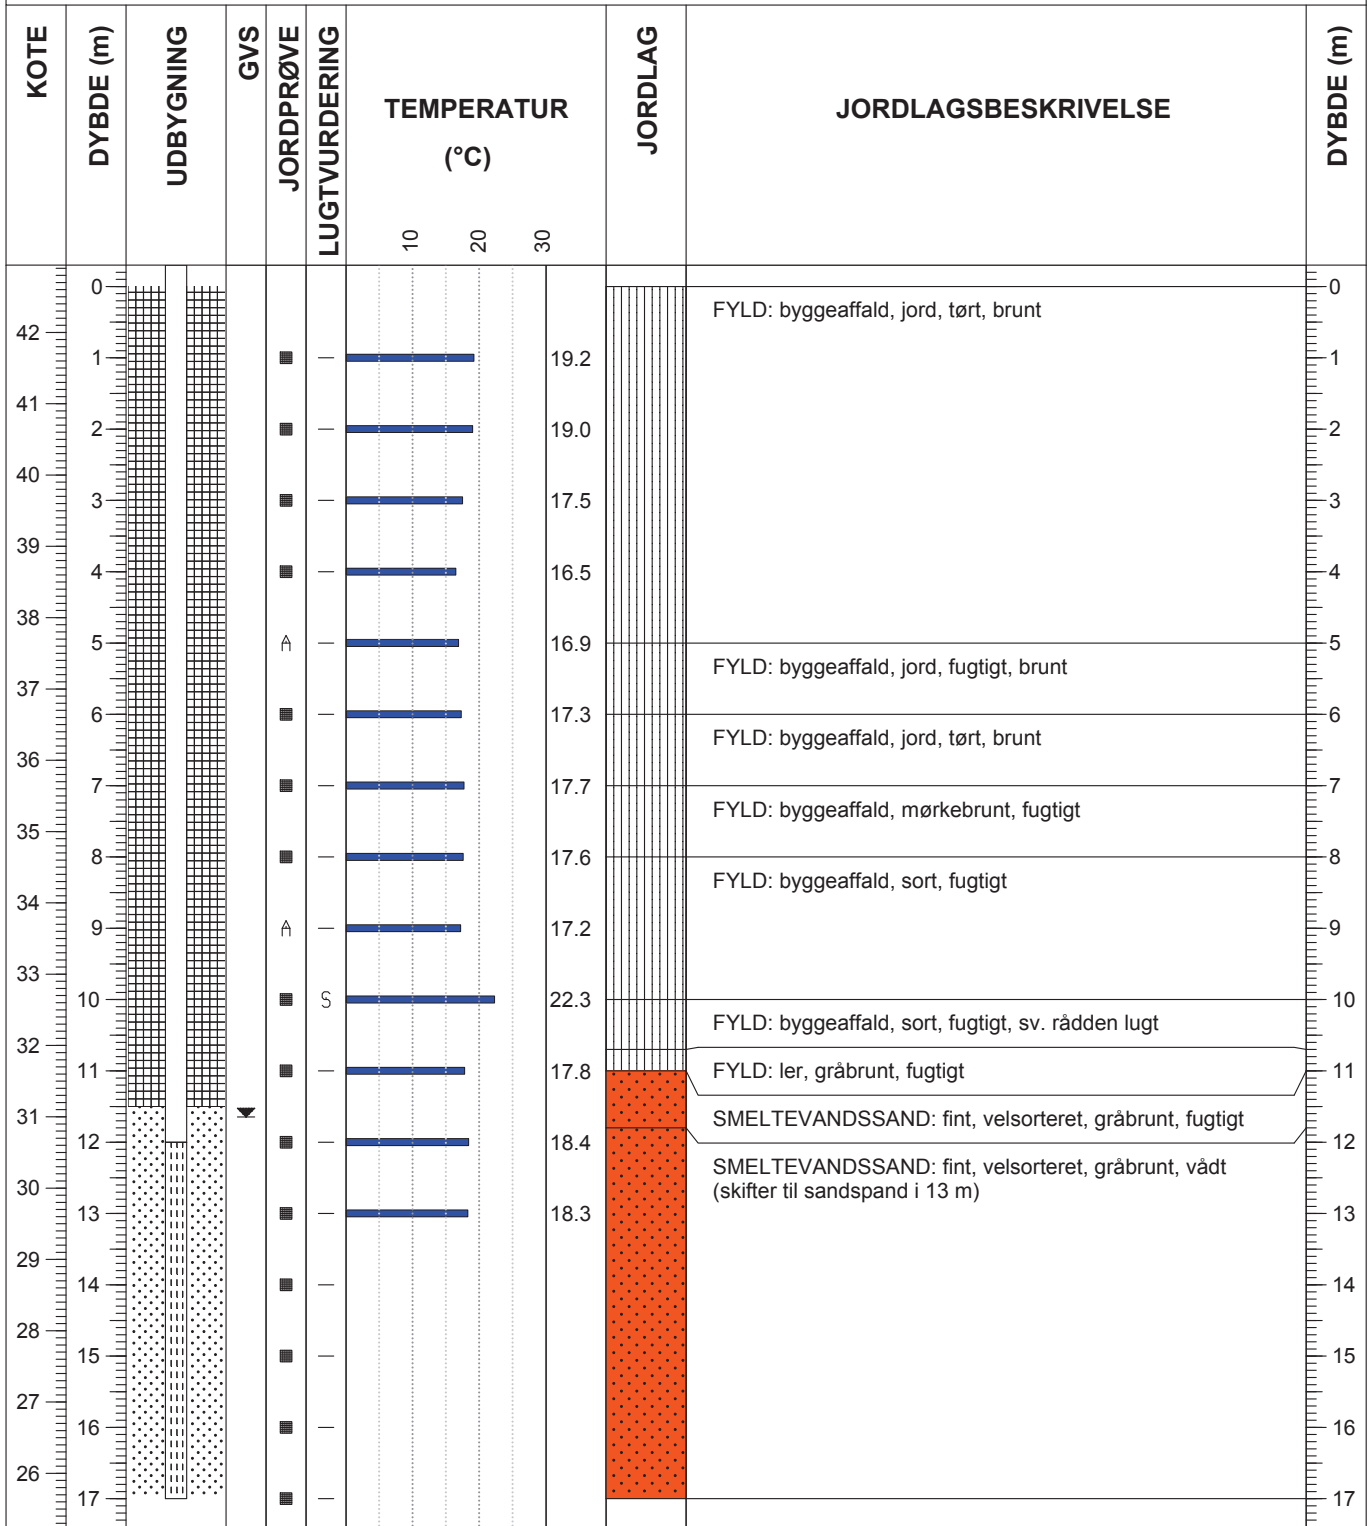 KOTE
DYBDE (m)
UDBYGNING
GVS
JORDPRØVE
LUGTVURDERING
TEMPERATUR
(°C)
10
20
30
JORDLAG
JORDLAGSBESKRIVELSE
DYBDE (m)
0 0
FYLD: byggeaffald, jord, tørt, brunt
42
1 — 19.2 1
41
2 — 19.0 2
40
3 — 17.5 3
39
4 — 16.5 4
38
5 A — 16.9 5
FYLD: byggeaffald, jord, fugtigt, brunt
37
6 — 17.3 6
FYLD: byggeaffald, jord, tørt, brunt
36
7 — 17.7 7
FYLD: byggeaffald, mørkebrunt, fugtigt
35
8 — 17.6 8
FYLD: byggeaffald, sort, fugtigt
34
9 A — 17.2 9
33
10 S 22.3 10
FYLD: byggeaffald, sort, fugtigt, sv. rådden lugt
32
11 — 17.8 FYLD: ler, gråbrunt, fugtigt 11
31
SMELTEVANDSSAND: fint, velsorteret, gråbrunt, fugtigt
12 — 18.4 12
SMELTEVANDSSAND: fint, velsorteret, gråbrunt, vådt
30
(skifter til sandspand i 13 m)
13 — 18.3 13
29
14 — 14
28
15 — 15
27
16 — 16
26
17 — 17